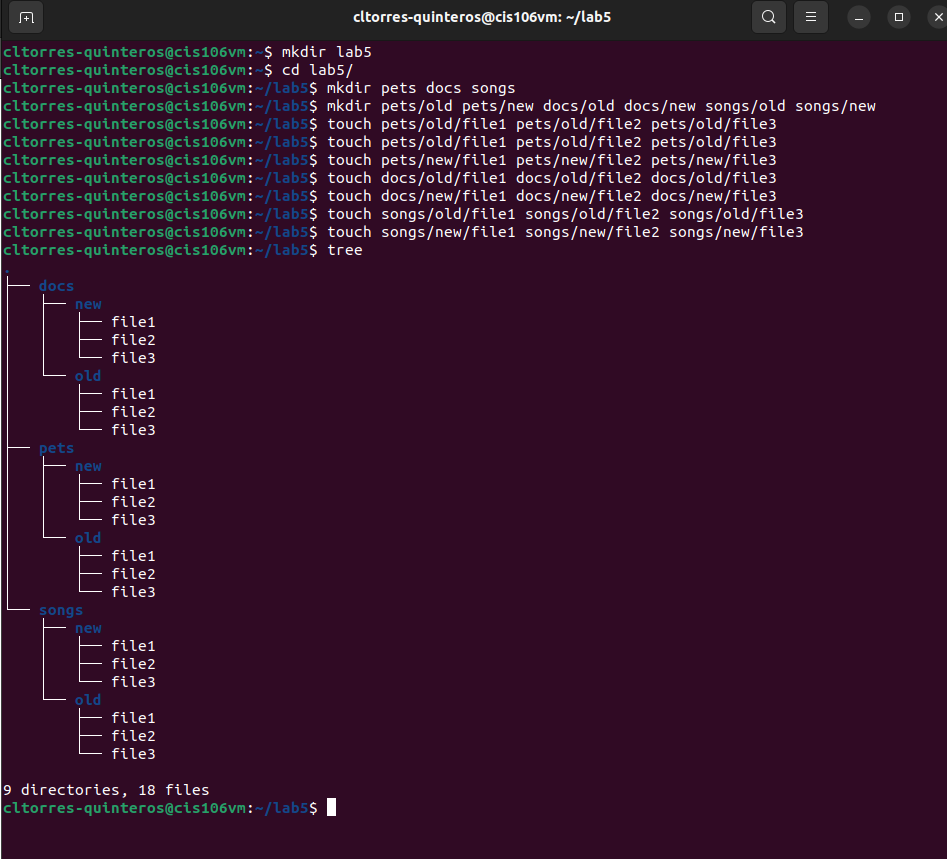 cltorres-quinteros@cis106vm: ~/lab5
cltorres-quinteros@cis106vm:~$ mkdir lab5
cltorres-quinteros@cis106vm:~$ cd lab5/
cltorres-quinteros@cis106vm:~/lab5$ mkdir pets docs songs
cltorres-quinteros@cis106vm:~/lab5$ mkdir pets/old pets/new docs/old docs/new songs/old songs/new
cltorres-quinteros@cis106vm:~/lab5$ touch pets/old/file1 pets/old/file2 pets/old/file3
cltorres-quinteros@cis106vm:~/lab5$ touch pets/old/file1 pets/old/file2 pets/old/file3
cltorres-quinteros@cis106vm:~/lab5$ touch pets/new/file1 pets/new/file2 pets/new/file3
cltorres-quinteros@cis106vm:~/lab5$ touch docs/old/file1 docs/old/file2 docs/old/file3
cltorres-quinteros@cis106vm:~/lab5$ touch docs/new/file1 docs/new/file2 docs/new/file3
cltorres-quinteros@cis106vm:~/lab5$ touch songs/old/file1 songs/old/file2 songs/old/file3
cltorres-quinteros@cis106vm:~/lab5$ touch songs/new/file1 songs/new/file2 songs/new/file3
cltorres-quinteros@cis106vm:~/lab5$ tree
.
├── docs
│   ├── new
│   │   ├── file1
│   │   ├── file2
│   │   └── file3
│   └── old
│       ├── file1
│       ├── file2
│       └── file3
├── pets
│   ├── new
│   │   ├── file1
│   │   ├── file2
│   │   └── file3
│   └── old
│       ├── file1
│       ├── file2
│       └── file3
└── songs
    ├── new
    │   ├── file1
    │   ├── file2
    │   └── file3
    └── old
        ├── file1
        ├── file2
        └── file3
9 directories, 18 files
cltorres-quinteros@cis106vm:~/lab5$